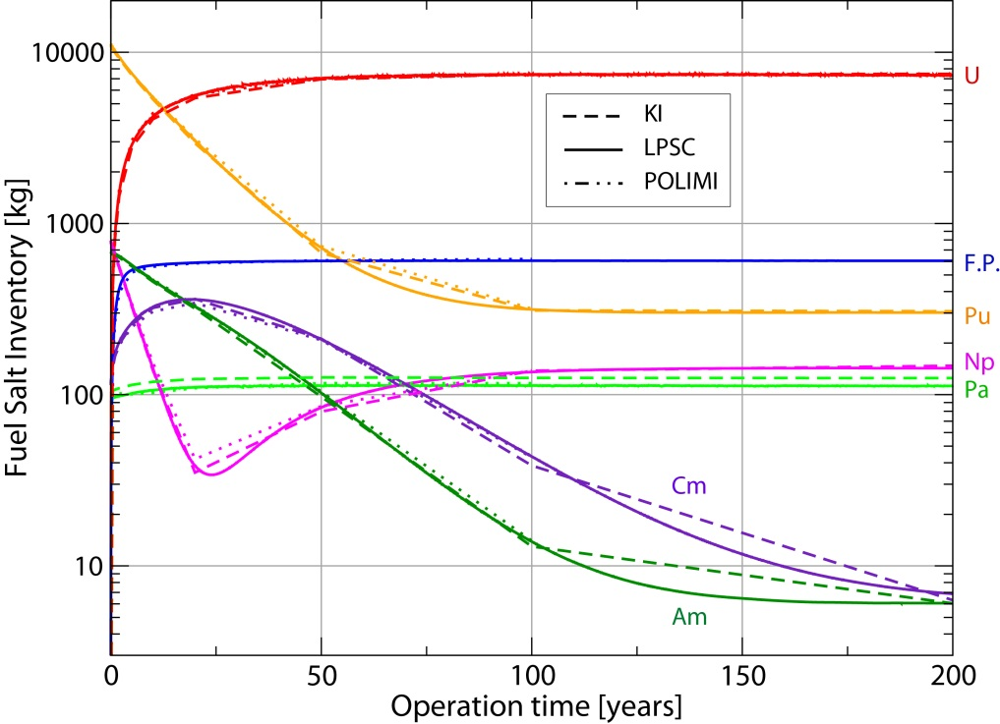 10000
1000
100
10
Fuel Salt Inventory [kg]
KI
LPSC
POLIMI
U
F.P.
Pu
Np
Pa
Cm
Am
0
50
100
150
200
Operation time [years]